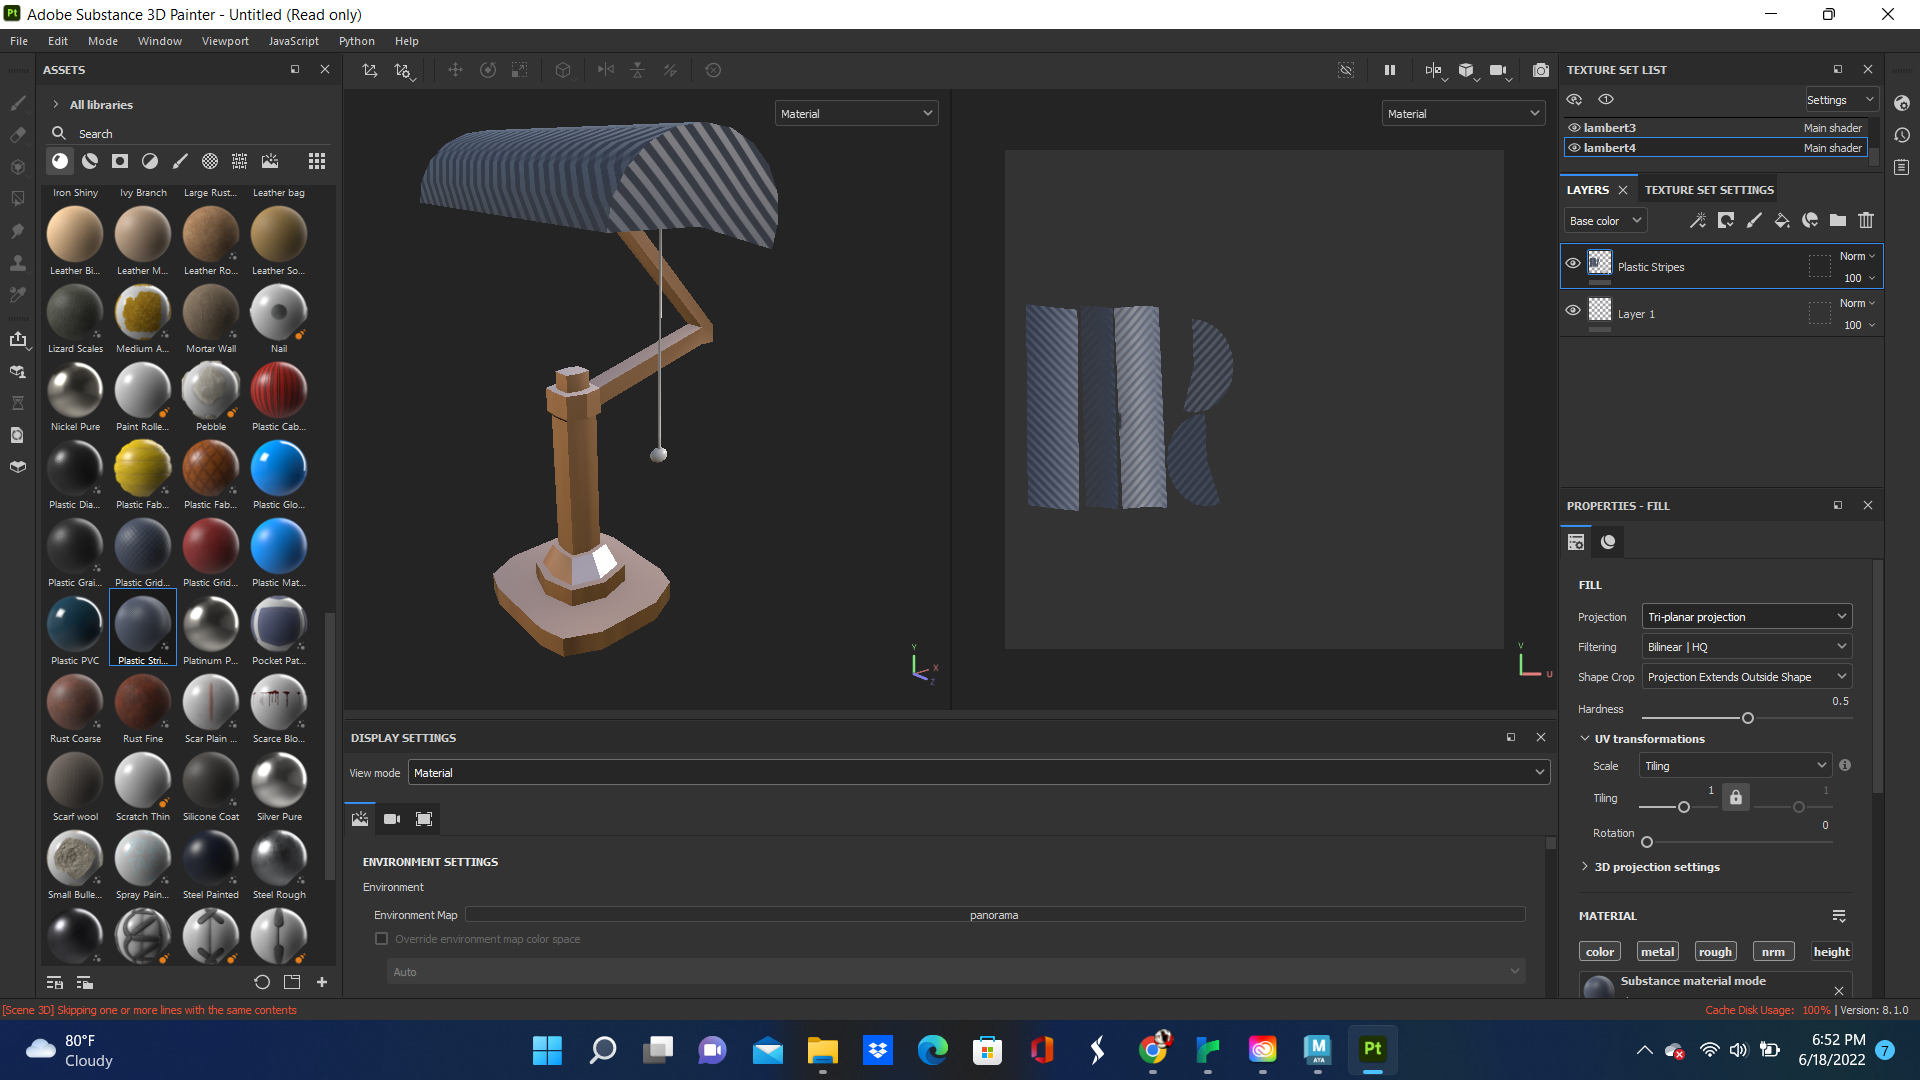 Pt Adobe Substance 3D Painter - Untitled (Read only)
File Edit Mode Window Viewport JavaScript Python Help
ASSETS
All libraries
Search
Iron Shiny Ivy Branch Large Rust... Leather bag
Leather Bi... Leather M... Leather Ro... Leather So...
Lizard Scales Medium A... Mortar Wall Nail
Nickel Pure Paint Rolle... Pebble Plastic Cab...
Plastic Dia... Plastic Fab... Plastic Fab... Plastic Glo...
Plastic Grai... Plastic Grid... Plastic Grid... Plastic Mat...
Plastic PVC Plastic Stri... Platinum P... Pocket Pat...
Rust Coarse Rust Fine Scar Plain ... Scarce Blo...
Scarf wool Scratch Thin Silicone Coat Silver Pure
Small Bulle... Spray Pain... Steel Painted Steel Rough
Material
Y
X
Z
Material
V
U
DISPLAY SETTINGS
View mode Material
ENVIRONMENT SETTINGS
Environment
Environment Map panorama
Override environment map color space
Auto
TEXTURE SET LIST
Settings
lambert3 Main shader
lambert4 Main shader
LAYERS TEXTURE SET SETTINGS
Base color
Plastic Stripes Norm
100
Layer 1 Norm
100
PROPERTIES - FILL
FILL
Projection Tri-planar projection
Filtering Bilinear | HQ
Shape Crop Projection Extends Outside Shape
Hardness 0.5
UV transformations
Scale Tiling
Tiling 1 1
Rotation 0
3D projection settings
MATERIAL
color metal rough nrm height
Substance material mode
[Scene 3D] Skipping one or more lines with the same contents
Cache Disk Usage: 100% | Version: 8.1.0
80°F
Cloudy
M
AYA
Pt
6:52 PM
6/18/2022
7